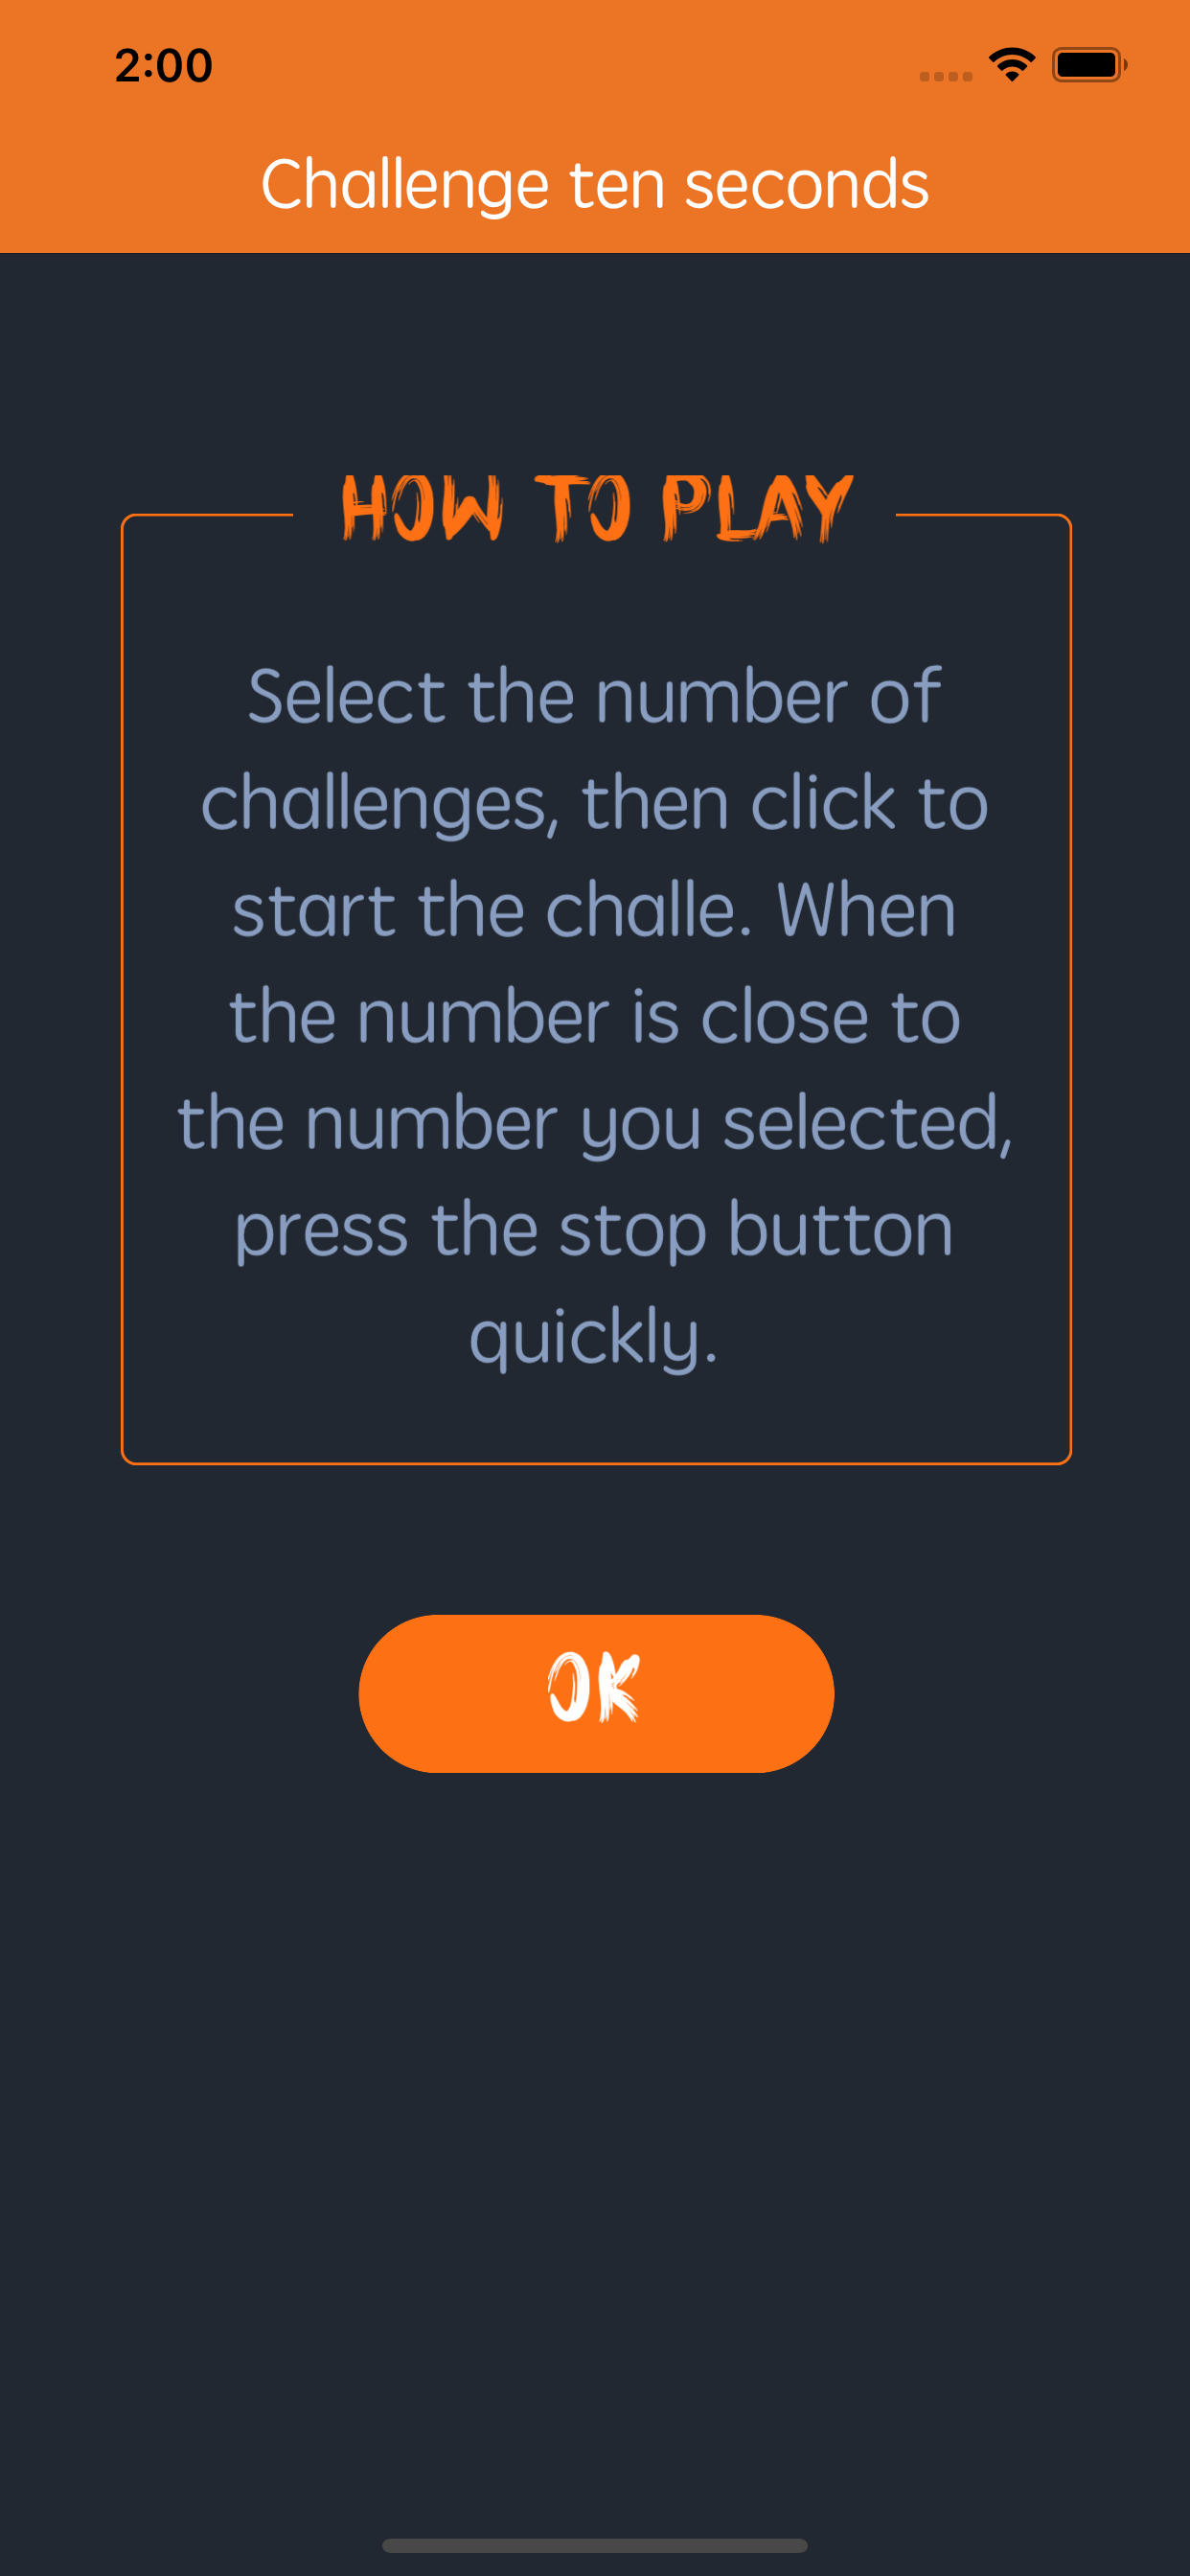 2:00
Challenge ten seconds
HOW TO PLAY
Select the number of
challenges, then click to
start the challe. When
the number is close to
the number you selected,
press the stop button
quickly.
OK